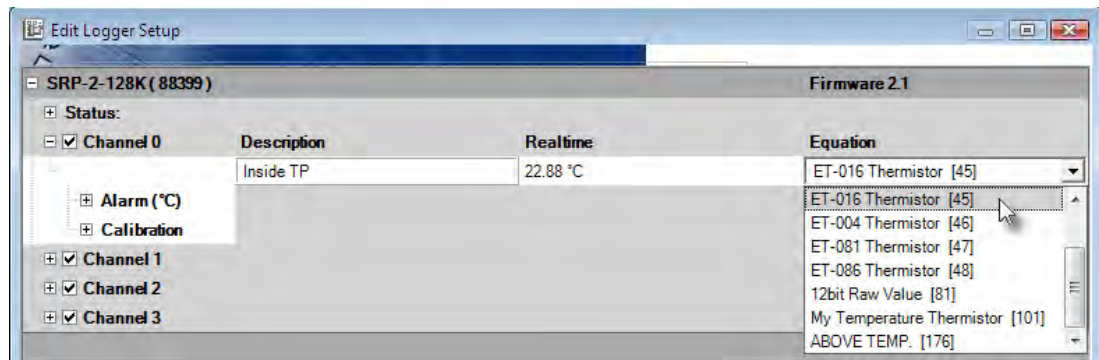 Edit Logger Setup
SRP-2-128K ( 88399 ) Firmware 2.1
Status:
Channel 0 Description Realtime Equation
Inside TP 22.88 °C ET-016 Thermistor [45]
Alarm (°C) ET-016 Thermistor [45]
Calibration ET-004 Thermistor [46]
Channel 1 ET-081 Thermistor [47]
ET-086 Thermistor [48]
Channel 2 12bit Raw Value [81]
Channel 3 My Temperature Thermistor [101]
ABOVE TEMP. [176]